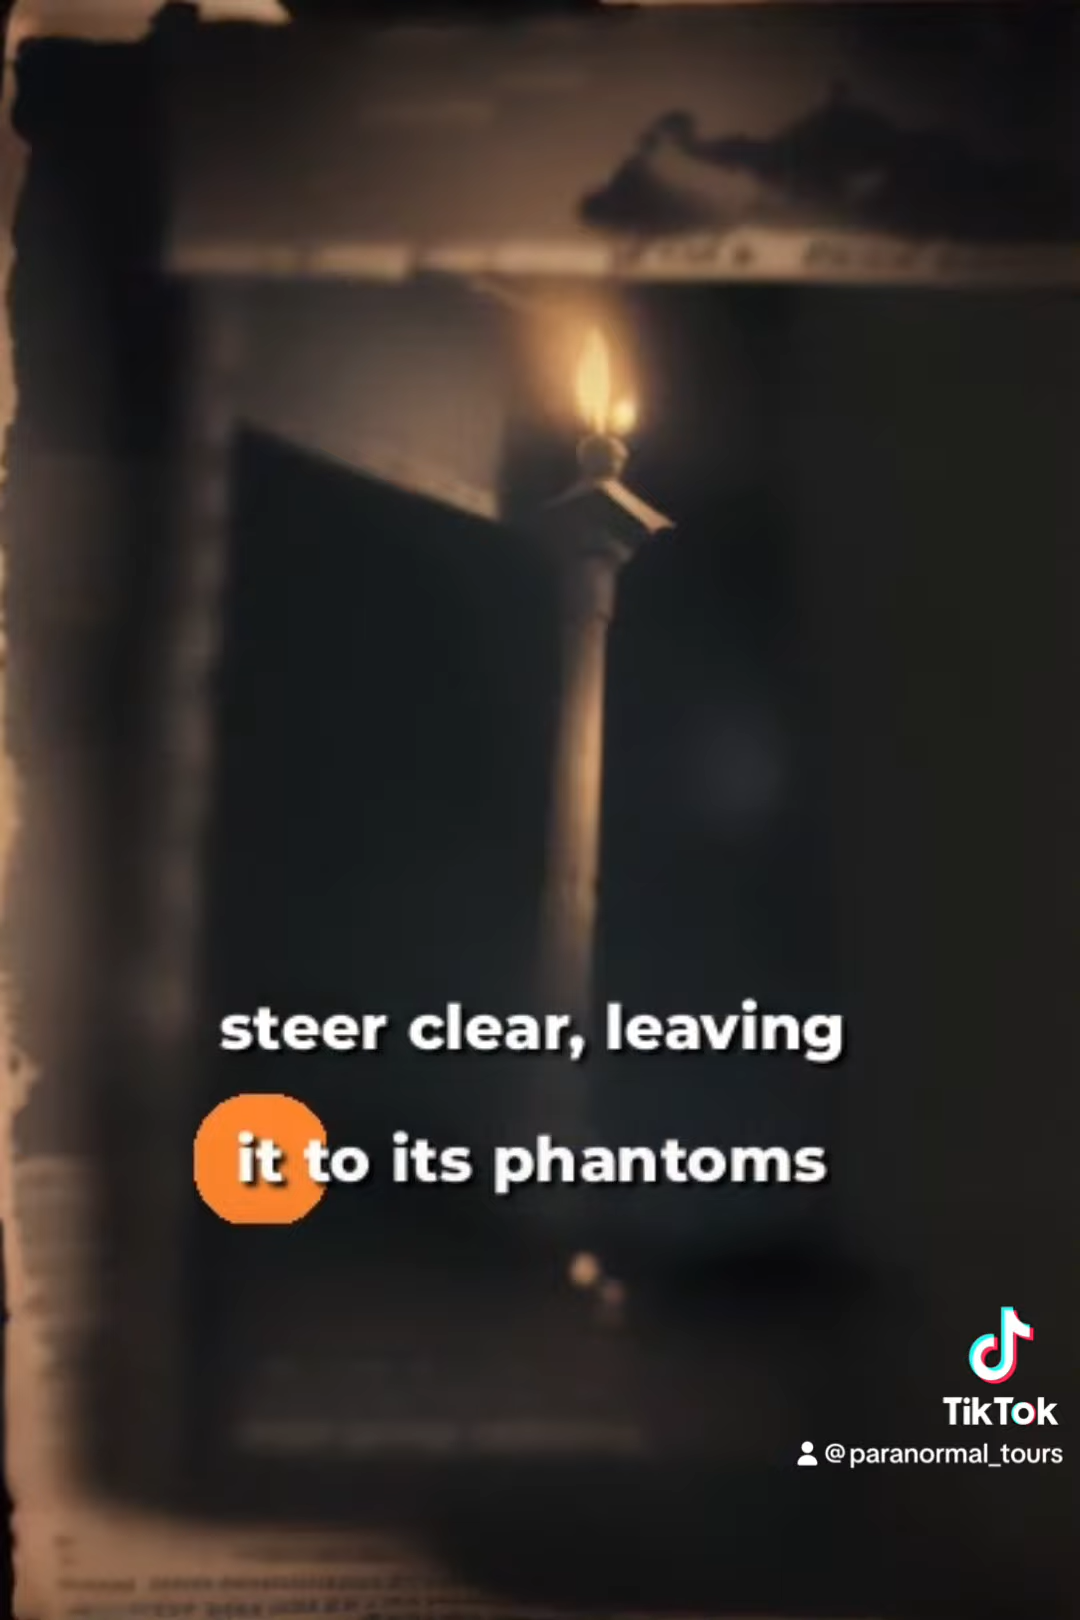 steer clear, leaving
it to its phantoms
TikTok
@paranormal_tours